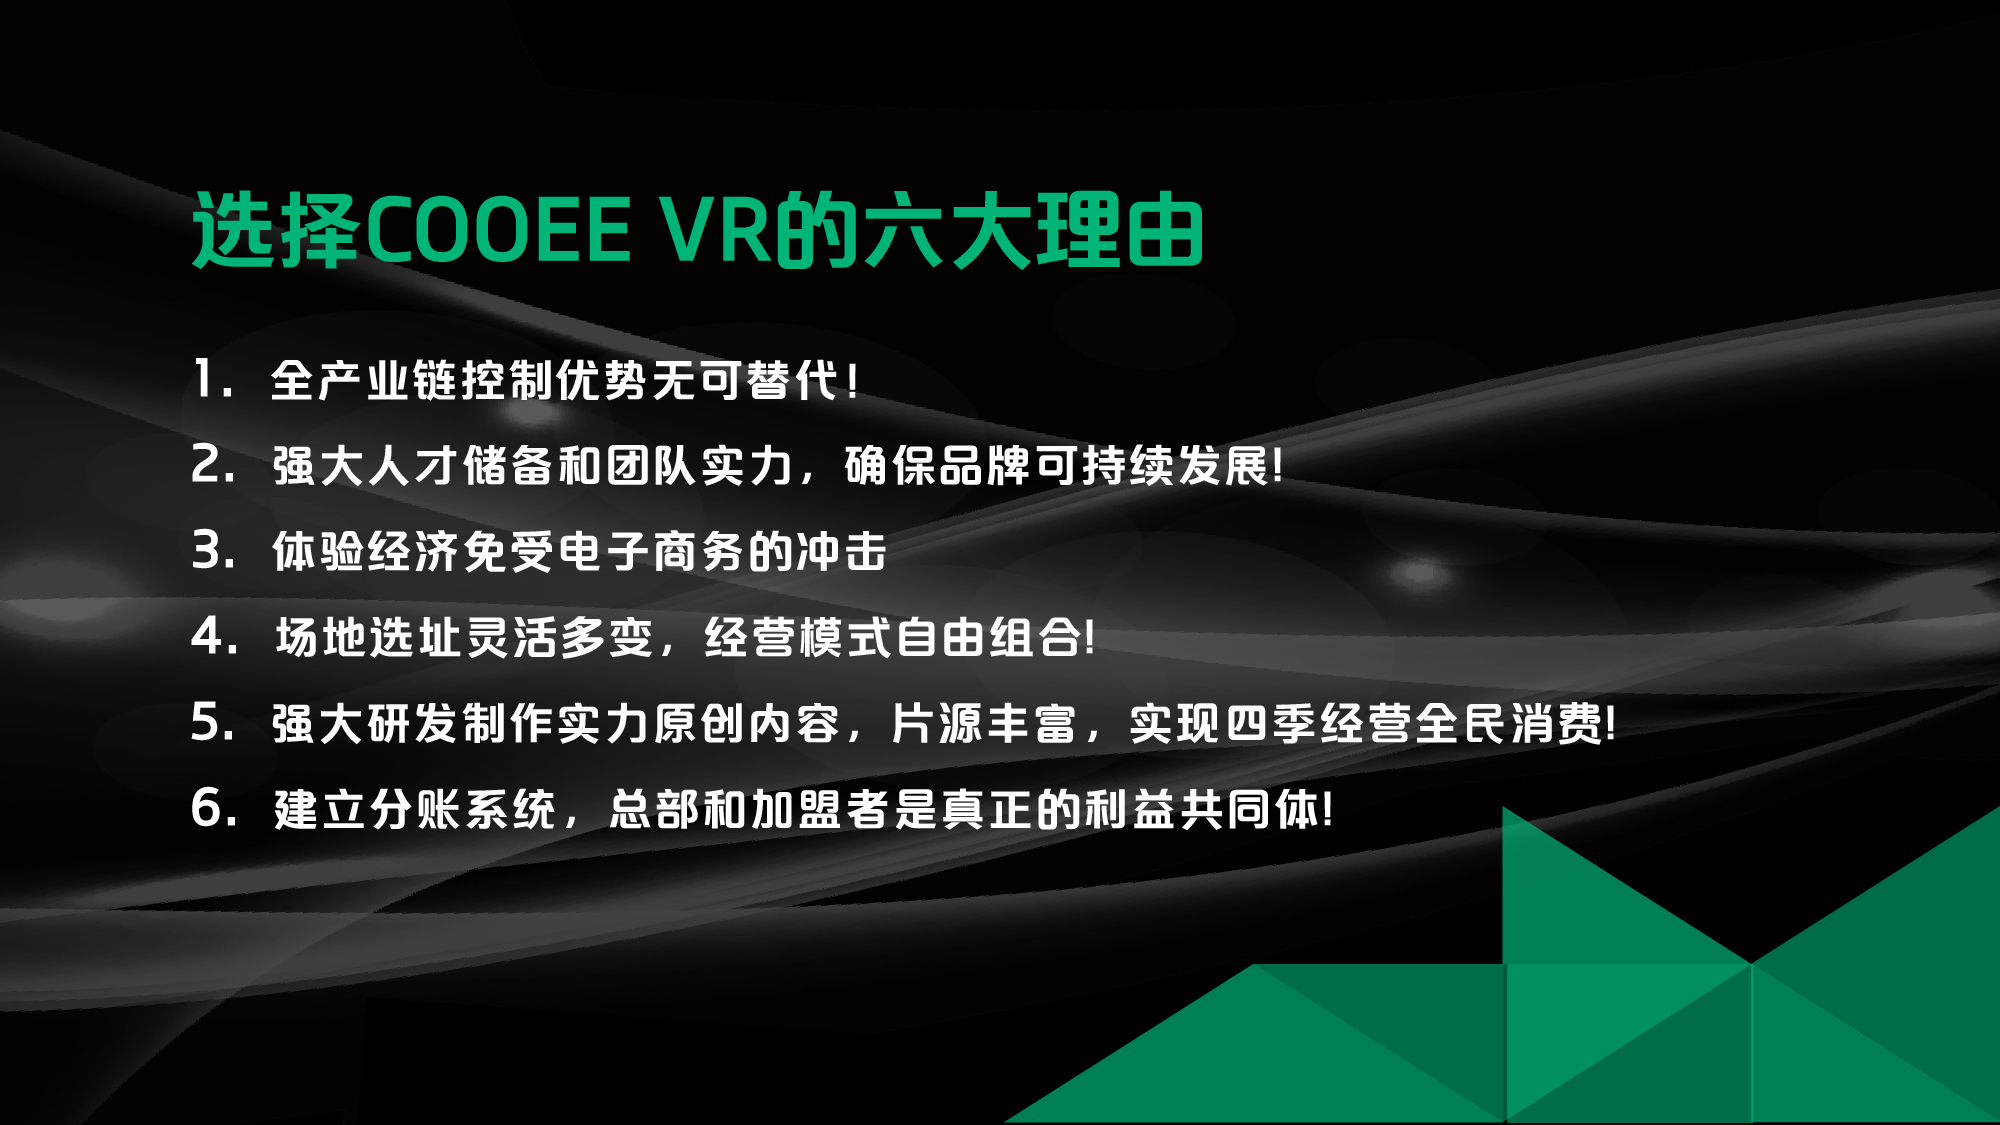 选择COOEE VR的六大理由
1. 全产业链控制优势无可替代！
2. 强大人才储备和团队实力，确保品牌可持续发展!
3. 体验经济免受电子商务的冲击
4. 场地选址灵活多变，经营模式自由组合!
5. 强大研发制作实力原创内容，片源丰富，实现四季经营全民消费!
6. 建立分账系统，总部和加盟者是真正的利益共同体!